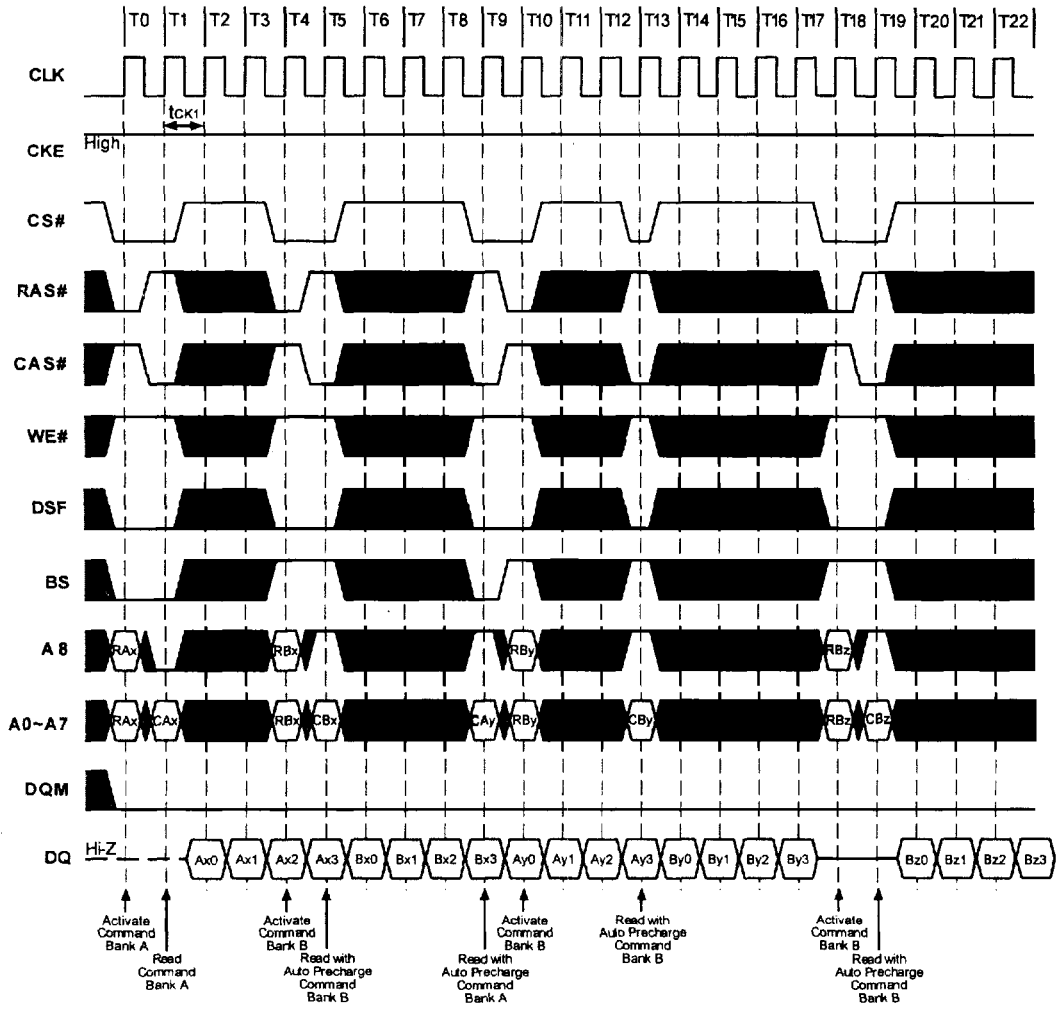 T0 T1 T2 T3 T4 T5 T6 T7 T8 T9 T10 T11 T12 T13 T14 T15 T16 T17 T18 T19 T20 T21 T22
CLK
tCK1
High
CKE
CS#
RAS#
CAS#
WE#
DSF
BS
A8 RAx RBx RBy RBz
A0~A7 RAx CAx RBx CBx CAy RBy CBy RBz CBz
DQM
Hi-Z
DQ Ax0 Ax1 Ax2 Ax3 Bx0 Bx1 Bx2 Bx3 Ay0 Ay1 Ay2 Ay3 By0 By1 By2 By3 Bz0 Bz1 Bz2 Bz3
Activate
Command
Bank A
Read
Command
Bank A
Activate
Command
Bank B
Read with
Auto Precharge
Command
Bank B
Read with
Auto Precharge
Command
Bank A
Activate
Command
Bank B
Read with
Auto Precharge
Command
Bank B
Activate
Command
Bank B
Read with
Auto Precharge
Command
Bank B